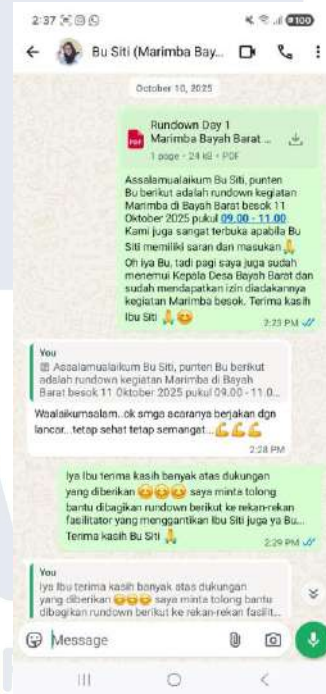 2:37
100
Bu Siti (Marimba Bay...
October 10, 2025
Rundown Day 1
Marimba Bayah Barat ...
1 page • 24 kB • PDF
PDF
Assalamualaikum Bu Siti, punten
Bu berikut adalah rundown kegiatan
Marimba di Bayah Barat besok 11
Oktober 2025 pukul 09.00 - 11.00.
Kami juga sangat terbuka apabila Bu
Siti memiliki saran dan masukan🙏
Oh iya Bu, tadi pagi saya juga sudah
menemui Kepala Desa Bayah Barat dan
sudah mendapatkan izin diadakannya
kegiatan Marimba besok. Terima kasih
Ibu Siti 🙏😊
2:23 PM
You
Assalamualaikum Bu Siti, punten Bu berikut
adalah rundown kegiatan Marimba di Bayah
Barat besok 11 Oktober 2025 pukul 09.00 - 11.0...
Waalaikumsalam..ok smga acaranya berjakan dgn
lancar...tetap sehat tetap semangat...💪💪💪
2:28 PM
Iya Ibu terima kasih banyak atas dukungan
yang diberikan 😊😊😊 saya minta tolong
bantu dibagikan rundown berikut ke rekan-rekan
fasilitator yang menggantikan Ibu Siti juga ya Bu...
Terima kasih Bu Siti 🙏
2:29 PM
You
Iya Ibu terima kasih banyak atas dukungan
yang diberikan 😊😊😊 saya minta tolong bantu
dibagikan rundown berikut ke rekan-rekan fasilit...
Message